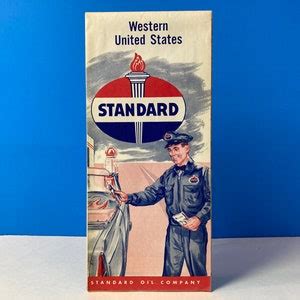 Western
United States
STANDARD
STANDARD OIL COMPANY